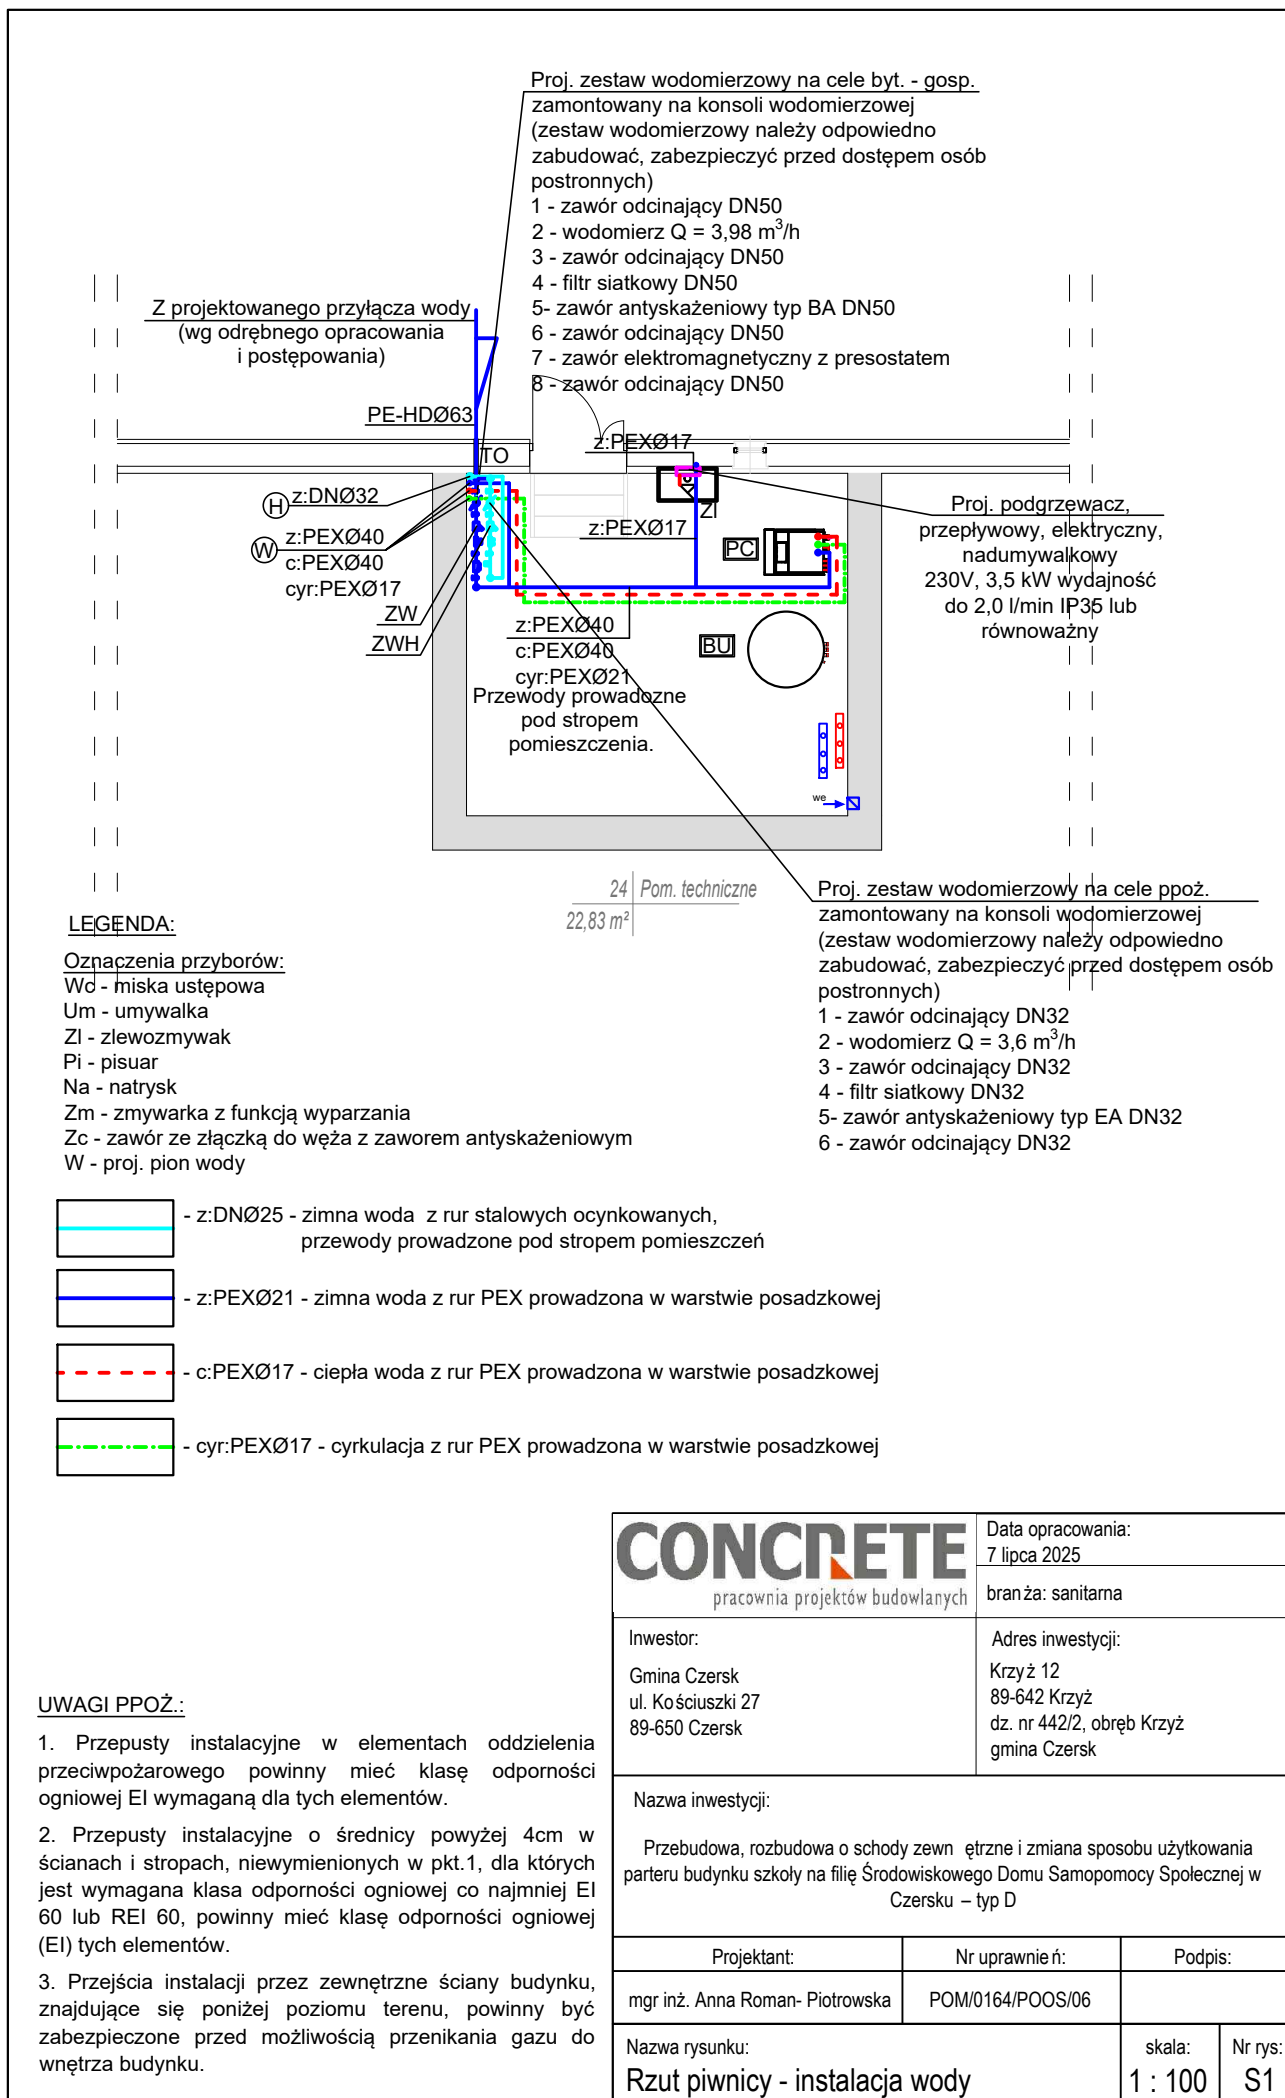 Proj. zestaw wodomierzowy na cele byt. - gosp.
zamontowany na konsoli wodomierzowej
(zestaw wodomierzowy należy odpowiedno
zabudować, zabezpieczyć przed dostępem osób
postronnych)
1 - zawór odcinający DN50
2 - wodomierz Q = 3,98 m³/h
3 - zawór odcinający DN50
4 - filtr siatkowy DN50
5- zawór antyskażeniowy typ BA DN50
6 - zawór odcinający DN50
7 - zawór elektromagnetyczny z presostatem
8 - zawór odcinający DN50
Z projektowanego przyłącza wody
(wg odrębnego opracowania
i postępowania)
PE-HDØ63
TO
z:PEXØ17
H
z:DNØ32
W
z:PEXØ40
c:PEXØ40
cyr:PEXØ17
ZW
ZWH
z:PEXØ17
Zl
PC
BU
Proj. podgrzewacz,
przepływowy, elektryczny,
nadumywalkowy
230V, 3,5 kW wydajność
do 2,0 l/min IP35 lub
równoważny
z:PEXØ40
c:PEXØ40
cyr:PEXØ21
Przewody prowadozne
pod stropem
pomieszczenia.
we
24 Pom. techniczne
22,83 m²
Proj. zestaw wodomierzowy na cele ppoż.
zamontowany na konsoli wodomierzowej
(zestaw wodomierzowy należy odpowiedno
zabudować, zabezpieczyć przed dostępem osób
postronnych)
1 - zawór odcinający DN32
2 - wodomierz Q = 3,6 m³/h
3 - zawór odcinający DN32
4 - filtr siatkowy DN32
5- zawór antyskażeniowy typ EA DN32
6 - zawór odcinający DN32
LEGENDA:
Oznaczenia przyborów:
Wc - miska ustępowa
Um - umywalka
Zl - zlewozmywak
Pi - pisuar
Na - natrysk
Zm - zmywarka z funkcją wyparzania
Zc - zawór ze złączką do węża z zaworem antyskażeniowym
W - proj. pion wody
- z:DNØ25 - zimna woda z rur stalowych ocynkowanych,
przewody prowadzone pod stropem pomieszczeń
- z:PEXØ21 - zimna woda z rur PEX prowadzona w warstwie posadzkowej
- c:PEXØ17 - ciepła woda z rur PEX prowadzona w warstwie posadzkowej
- cyr:PEXØ17 - cyrkulacja z rur PEX prowadzona w warstwie posadzkowej
UWAGI PPOŻ.:
1. Przepusty instalacyjne w elementach oddzielenia
przeciwpożarowego powinny mieć klasę odporności
ogniowej EI wymaganą dla tych elementów.
2. Przepusty instalacyjne o średnicy powyżej 4cm w
ścianach i stropach, niewymienionych w pkt.1, dla których
jest wymagana klasa odporności ogniowej co najmniej EI
60 lub REI 60, powinny mieć klasę odporności ogniowej
(EI) tych elementów.
3. Przejścia instalacji przez zewnętrzne ściany budynku,
znajdujące się poniżej poziomu terenu, powinny być
zabezpieczone przed możliwością przenikania gazu do
wnętrza budynku.
CONCRETE
pracownia projektów budowlanych
Data opracowania:
7 lipca 2025
branża: sanitarna
Inwestor:
Gmina Czersk
ul. Kościuszki 27
89-650 Czersk
Adres inwestycji:
Krzyż 12
89-642 Krzyż
dz. nr 442/2, obręb Krzyż
gmina Czersk
Nazwa inwestycji:
Przebudowa, rozbudowa o schody zewn ętrzne i zmiana sposobu użytkowania
parteru budynku szkoły na filię Środowiskowego Domu Samopomocy Społecznej w
Czersku – typ D
Projektant:
Nr uprawnień:
Podpis:
mgr inż. Anna Roman- Piotrowska
POM/0164/POOS/06
Nazwa rysunku:
Rzut piwnicy - instalacja wody
skala:
1 : 100
Nr rys:
S1